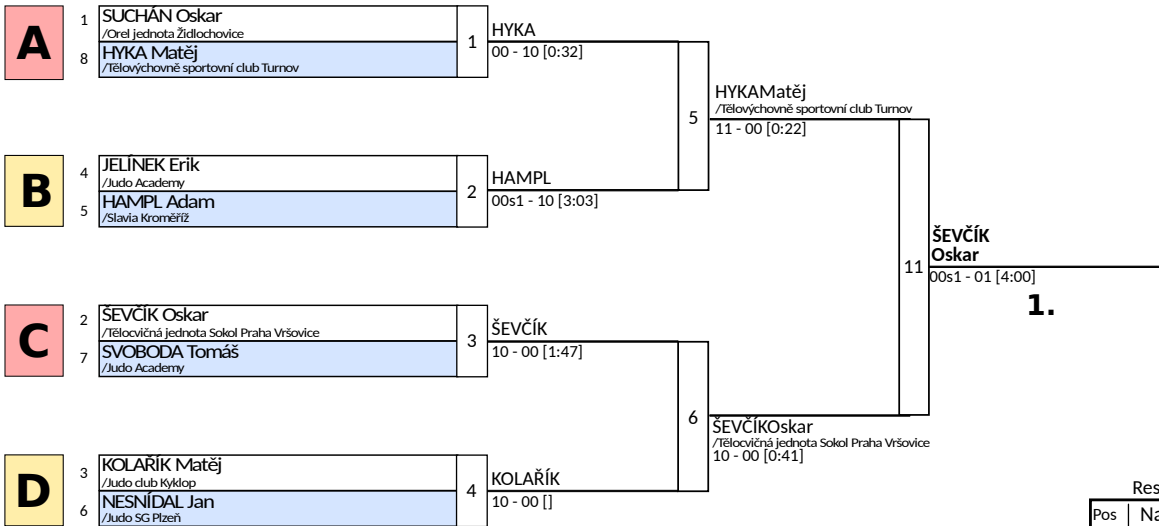 A
1
SUCHÁN Oskar
/Orel jednota Židlochovice
8
HYKA Matěj
/Tělovýchovně sportovní club Turnov
1
HYKA
00 - 10 [0:32]
B
4
JELÍNEK Erik
/Judo Academy
5
HAMPL Adam
/Slavia Kroměříž
2
HAMPL
00s1 - 10 [3:03]
5
HYKAMatěj
/Tělovýchovně sportovní club Turnov
11 - 00 [0:22]
C
2
ŠEVČÍK Oskar
/Tělocvičná jednota Sokol Praha Vršovice
7
SVOBODA Tomáš
/Judo Academy
3
ŠEVČÍK
10 - 00 [1:47]
D
3
KOLAŘÍK Matěj
/Judo club Kyklop
6
NESNÍDAL Jan
/Judo SG Plzeň
4
KOLAŘÍK
10 - 00 []
6
ŠEVČÍKOskar
/Tělocvičná jednota Sokol Praha Vršovice
10 - 00 [0:41]
11
ŠEVČÍK
Oskar
00s1 - 01 [4:00]
1.
Res
Pos Na